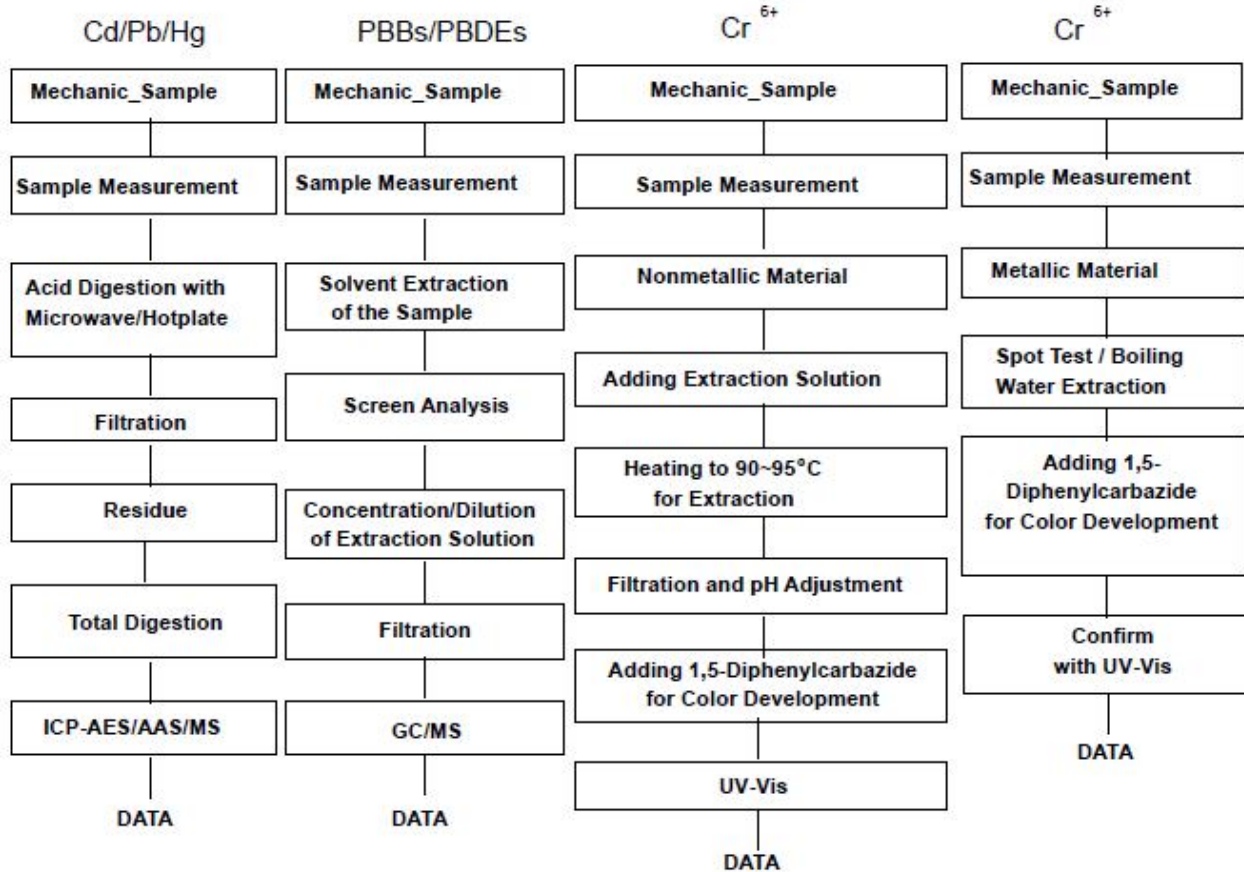 Cd/Pb/Hg
Mechanic_Sample
Sample Measurement
Acid Digestion with
Microwave/Hotplate
Filtration
Residue
Total Digestion
ICP-AES/AAS/MS
DATA
PBBs/PBDEs
Mechanic_Sample
Sample Measurement
Solvent Extraction
of the Sample
Screen Analysis
Concentration/Dilution
of Extraction Solution
Filtration
GC/MS
DATA
Cr 6+
Mechanic_Sample
Sample Measurement
Nonmetallic Material
Adding Extraction Solution
Heating to 90~95°C
for Extraction
Filtration and pH Adjustment
Adding 1,5-Diphenylcarbazide
for Color Development
UV-Vis
DATA
Cr 6+
Mechanic_Sample
Sample Measurement
Metallic Material
Spot Test / Boiling
Water Extraction
Adding 1,5-
Diphenylcarbazide
for Color Development
Confirm
with UV-Vis
DATA